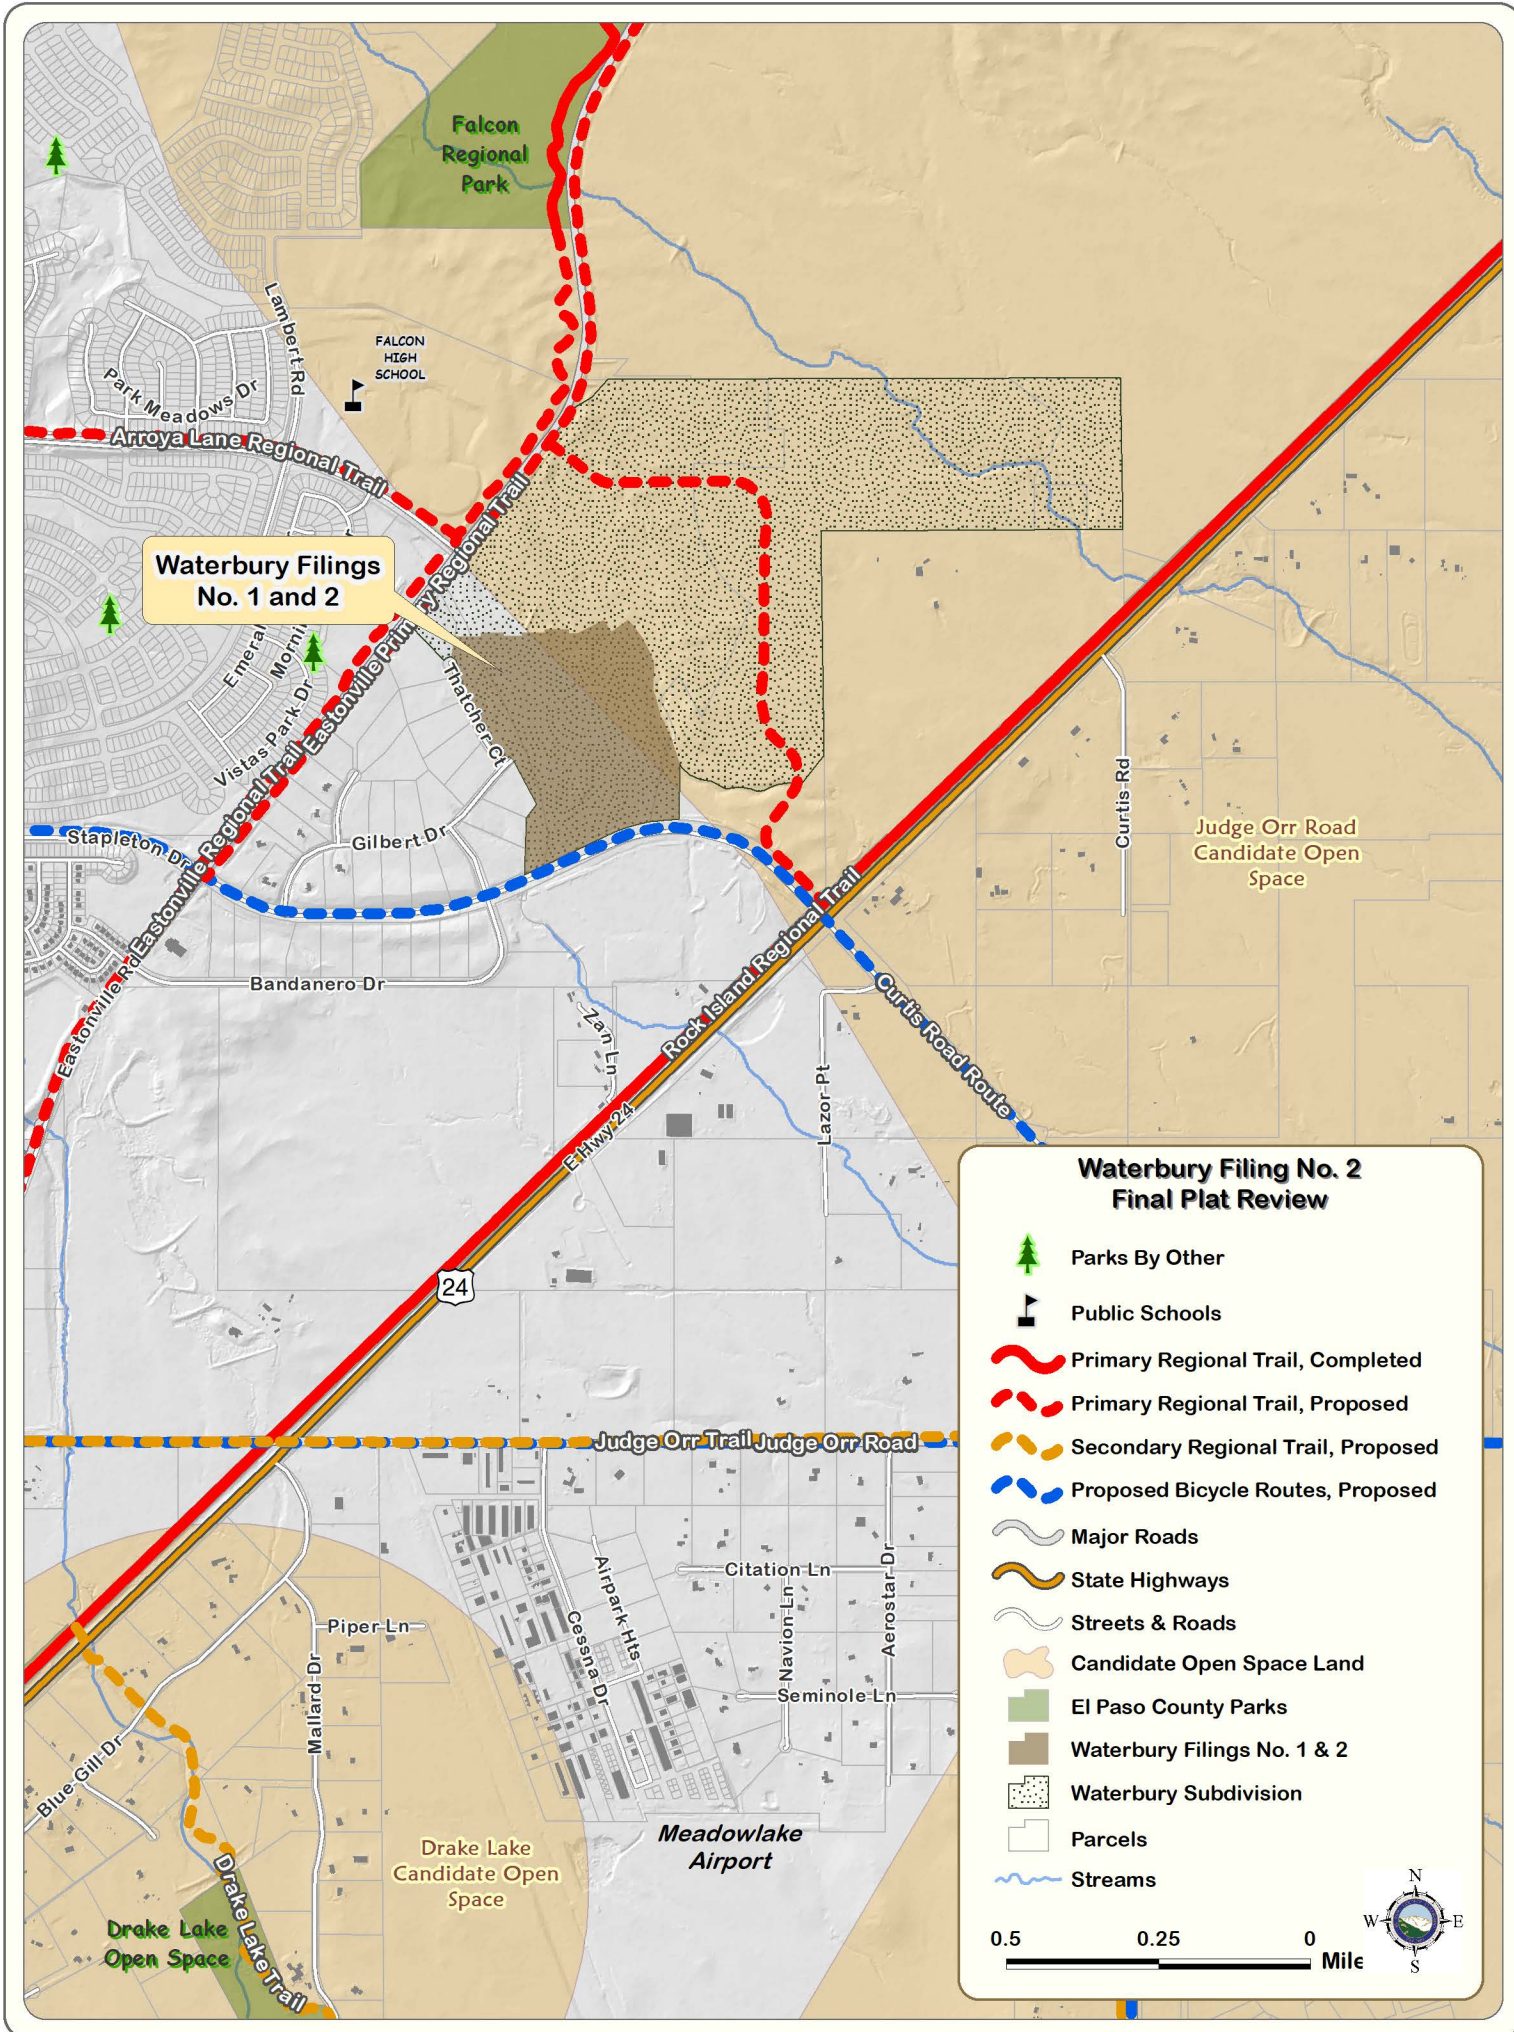 Falcon
Regional
Park
FALCON
HIGH
SCHOOL
Lambert Rd
Park Meadows Dr
Arroya Lane Regional Trail
Waterbury Filings
No. 1 and 2
Eastonville Primary Regional Trail
Vistas Park Dr
Thatcher Ct
Eastonville Regional Trail
Stapleton Dr
Gilbert Dr
Eastonville Rd
Bandanero Dr
Zan Ln
Rock Island Regional Trail
E Hwy 24
24
Lazor Pt
Curtis Road Route
Curtis Rd
Judge Orr Road
Candidate Open
Space
Judge Orr Trail
Judge Orr Road
Citation Ln
Navion Ln
Aerostar Dr
Seminole Ln
Airpark Hts
Cessna Dr
Piper Ln
Mallard Dr
Blue Gill Dr
Meadowlake
Airport
Drake Lake
Candidate Open
Space
Drake Lake
Open Space
Drake Lake Trail
Waterbury Filing No. 2
Final Plat Review
Parks By Other
Public Schools
Primary Regional Trail, Completed
Primary Regional Trail, Proposed
Secondary Regional Trail, Proposed
Proposed Bicycle Routes, Proposed
Major Roads
State Highways
Streets & Roads
Candidate Open Space Land
El Paso County Parks
Waterbury Filings No. 1 & 2
Waterbury Subdivision
Parcels
Streams
0.5 0.25 0
Mile
N
W E
S